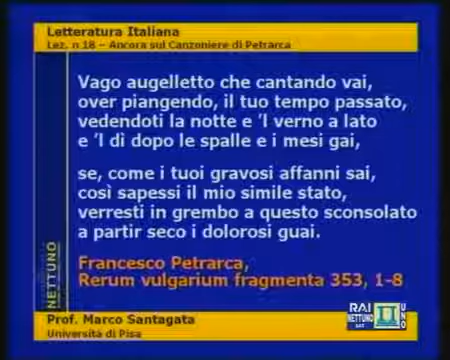 Letteratura Italiana
Lez. n 18 – Ancora sul Canzoniere di Petrarca
Vago augelletto che cantando vai,
over piangendo, il tuo tempo passato,
vedendoti la notte e 'l verno a lato
e 'l dì dopo le spalle e i mesi gai,
se, come i tuoi gravosi affanni sai,
così sapessi il mio simile stato,
verresti in grembo a questo sconsolato
a partir seco i dolorosi guai.
Francesco Petrarca,
Rerum vulgarium fragmenta 353, 1-8
NETTUNO
RAI
NETTUNO
SAT
UNO
Prof. Marco Santagata
Università di Pisa